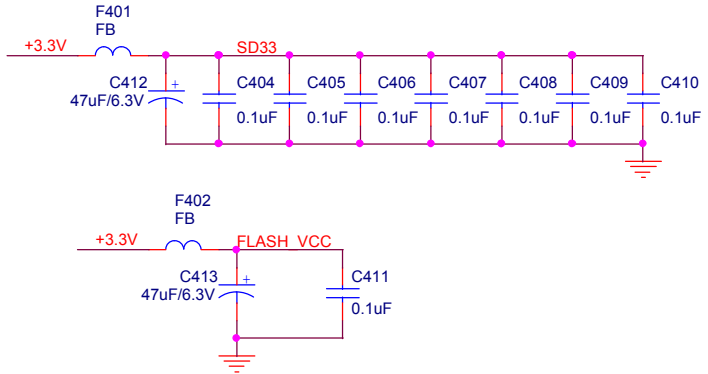 F401
FB
+3.3V
SD33
C412
47uF/6.3V
+
C404
0.1uF
C405
0.1uF
C406
0.1uF
C407
0.1uF
C408
0.1uF
C409
0.1uF
C410
0.1uF
F402
FB
+3.3V
FLASH_VCC
C413
47uF/6.3V
+
C411
0.1uF